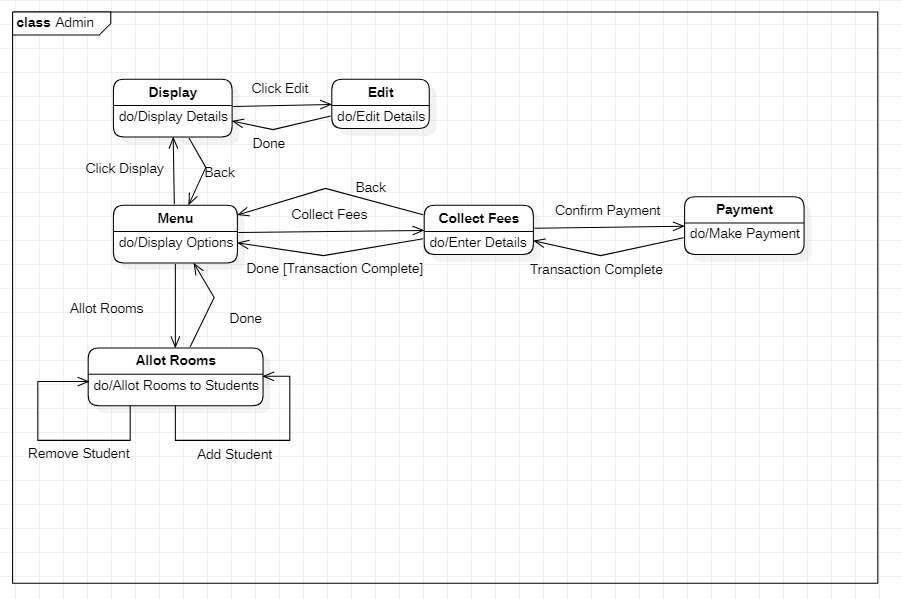 class Admin
Display
do/Display Details
Click Edit
Edit
do/Edit Details
Done
Click Display
Back
Menu
do/Display Options
Back
Collect Fees
Done [Transaction Complete]
Collect Fees
do/Enter Details
Confirm Payment
Transaction Complete
Payment
do/Make Payment
Allot Rooms
Done
Allot Rooms
do/Allot Rooms to Students
Remove Student
Add Student